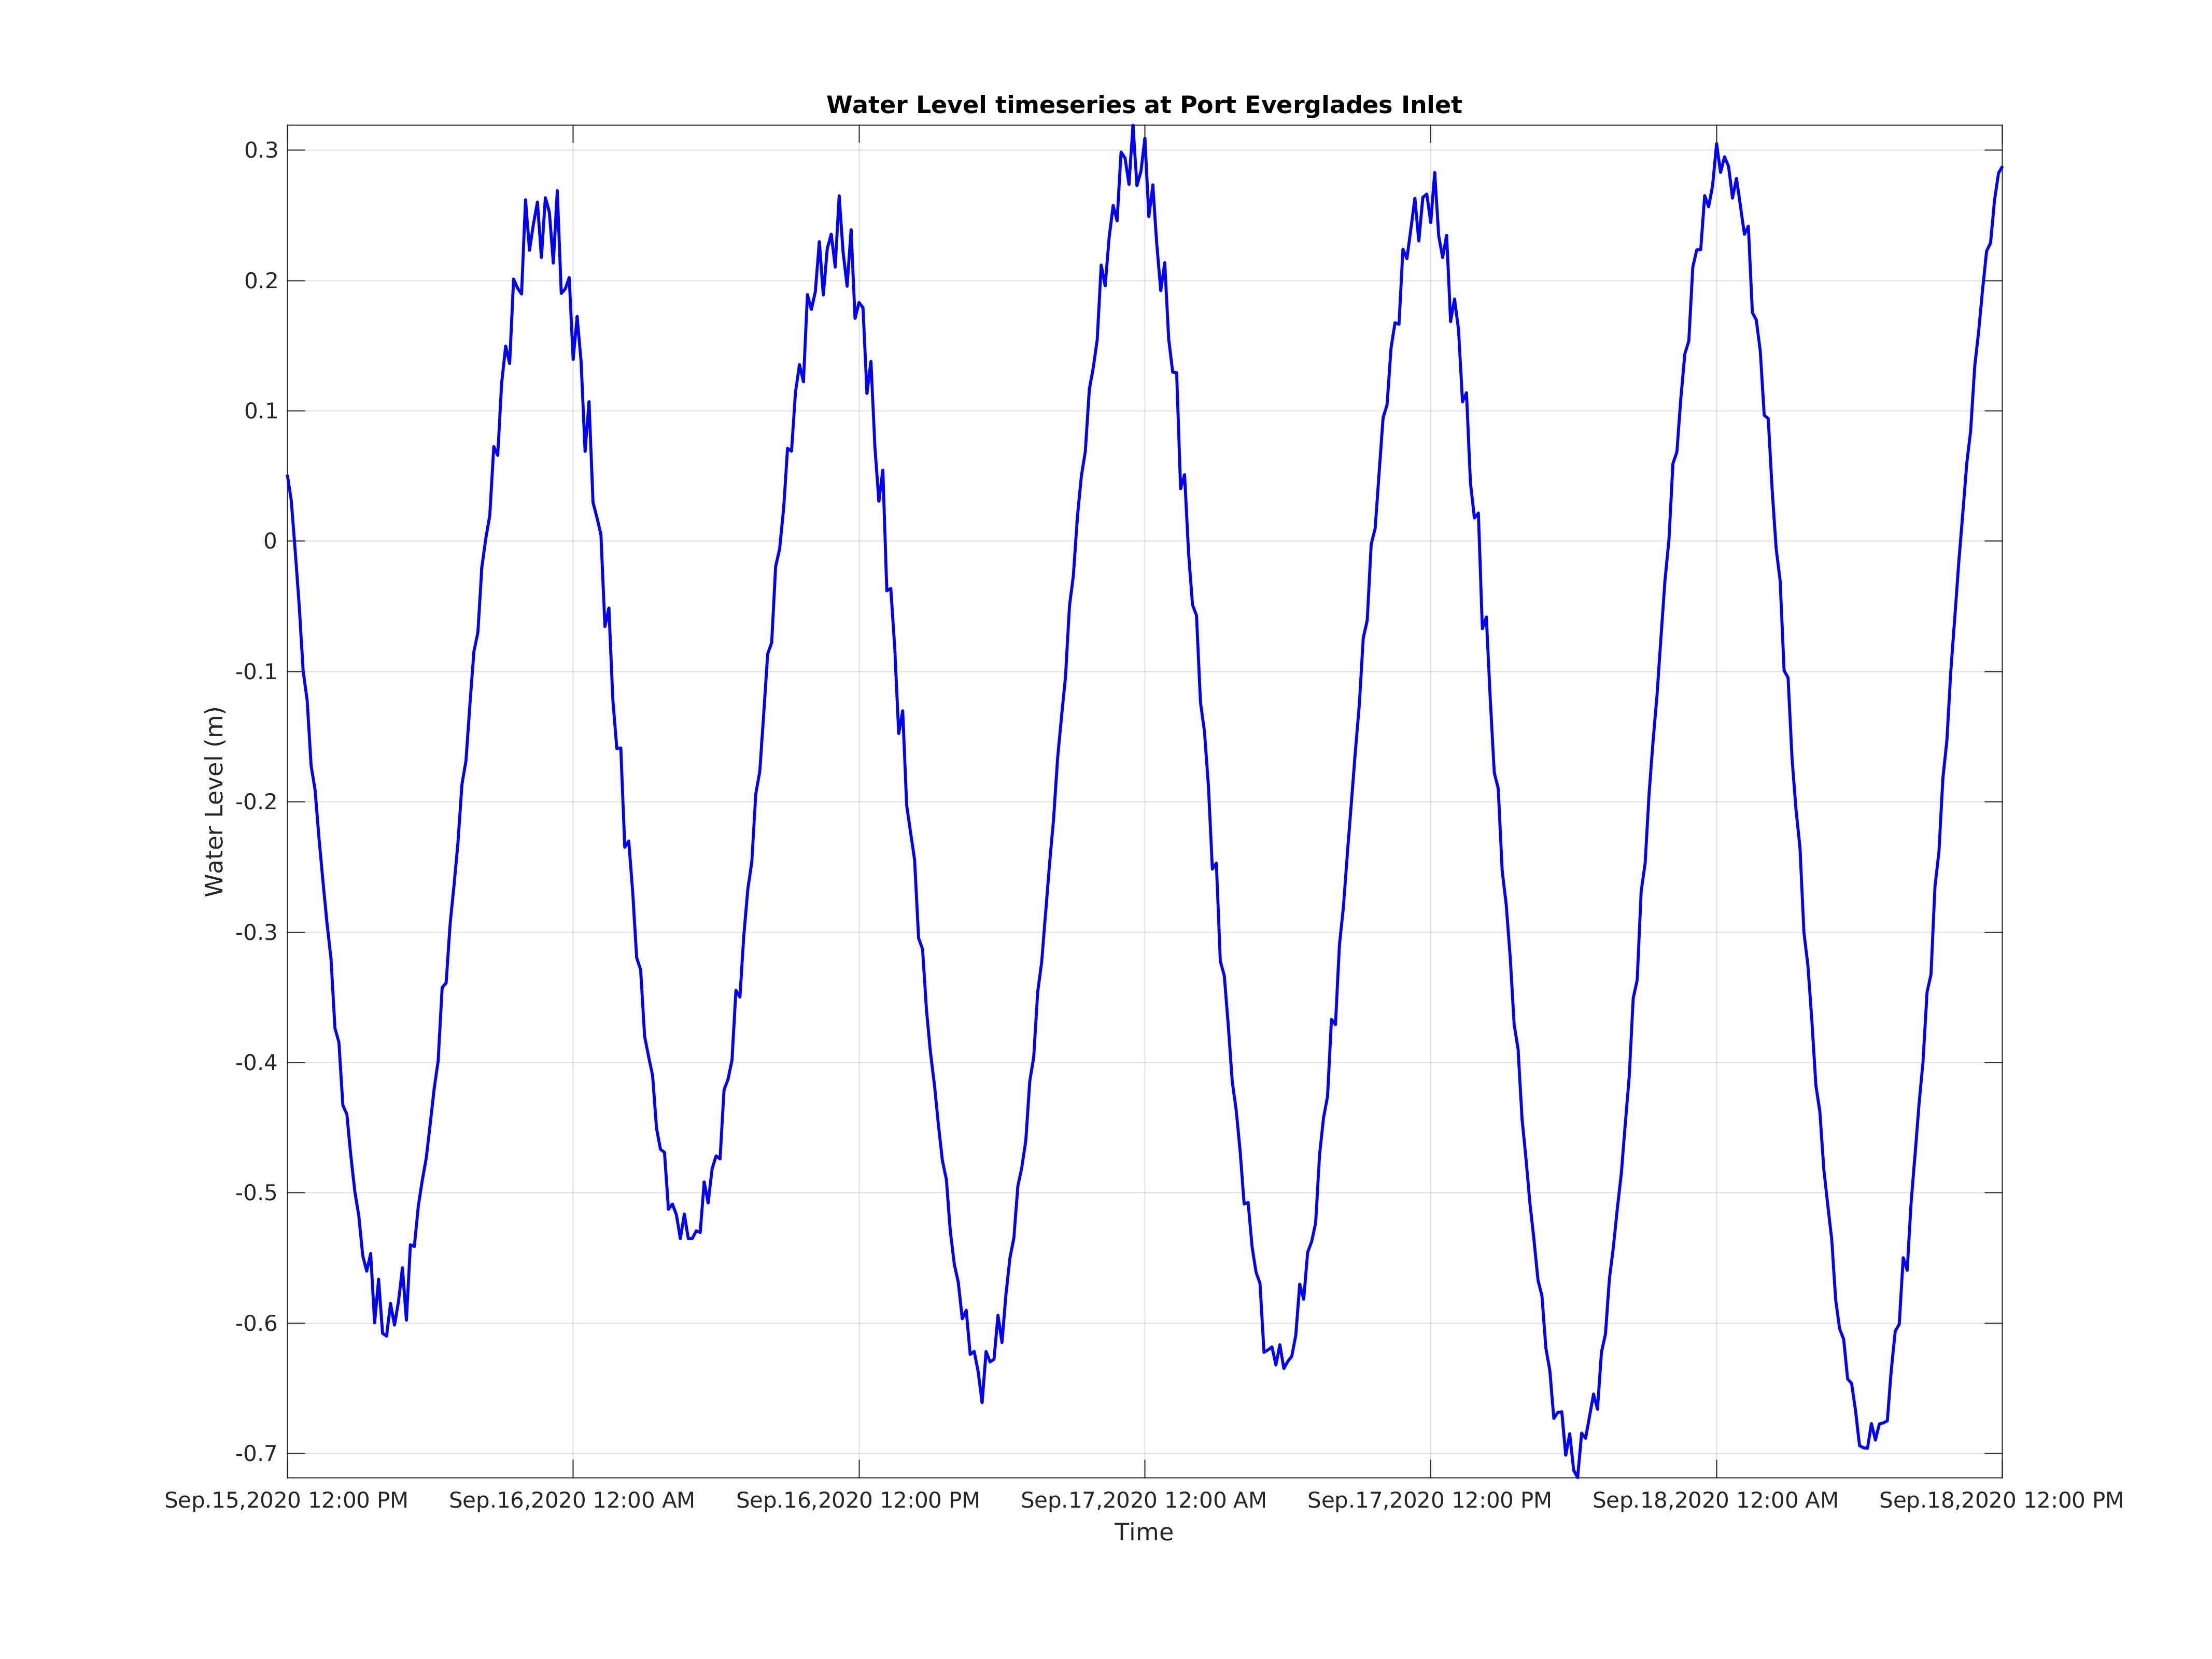 Water Level timeseries at Port Everglades Inlet
0.3
0.2
0.1
0
-0.1
-0.2
-0.3
-0.4
-0.5
-0.6
-0.7
Water Level (m)
Sep.15,2020 12:00 PM
Sep.16,2020 12:00 AM
Sep.16,2020 12:00 PM
Sep.17,2020 12:00 AM
Sep.17,2020 12:00 PM
Sep.18,2020 12:00 AM
Sep.18,2020 12:00 PM
Time